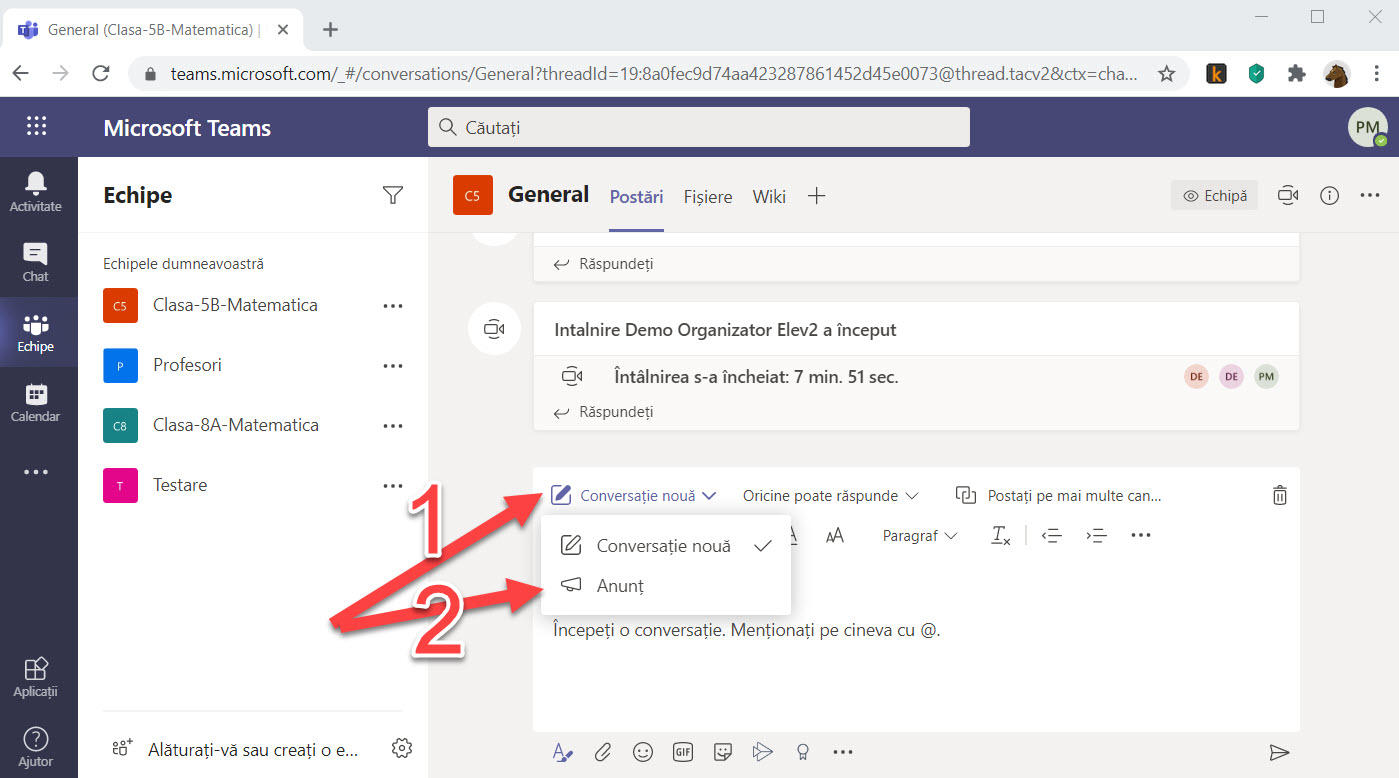 General (Clasa-5B-Matematica) |
teams.microsoft.com/_#/conversations/General?threadId=19:8a0fec9d74aa423287861452d45e0073@thread.tacv2&ctx=cha...
Microsoft Teams
Căutați
PM
Activitate
Chat
Echipe
Calendar
Aplicații
Ajutor
Echipe
Echipele dumneavoastră
C5 Clasa-5B-Matematica
P Profesori
C8 Clasa-8A-Matematica
T Testare
Alăturați-vă sau creați o e...
C5 General Postări Fișiere Wiki
Echipă
Răspundeți
Intalnire Demo Organizator Elev2 a început
Întâlnirea s-a încheiat: 7 min. 51 sec.
DE DE PM
Răspundeți
1
2
Conversație nouă Oricine poate răspunde Postați pe mai multe can...
A AA Paragraf
Conversație nouă
Anunț
Începeți o conversație. Menționați pe cineva cu @.
GIF